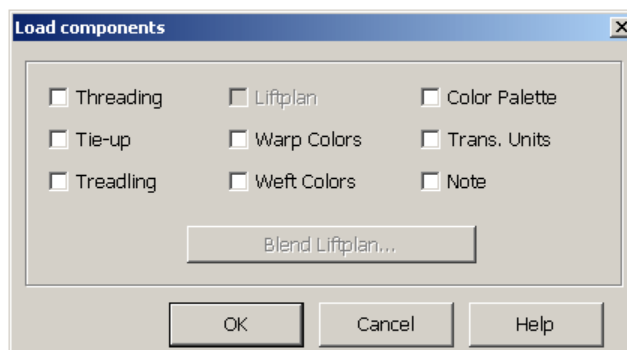 Load components
Threading Liftplan Color Palette
Tie-up Warp Colors Trans. Units
Treadling Weft Colors Note
Blend Liftplan...
OK Cancel Help